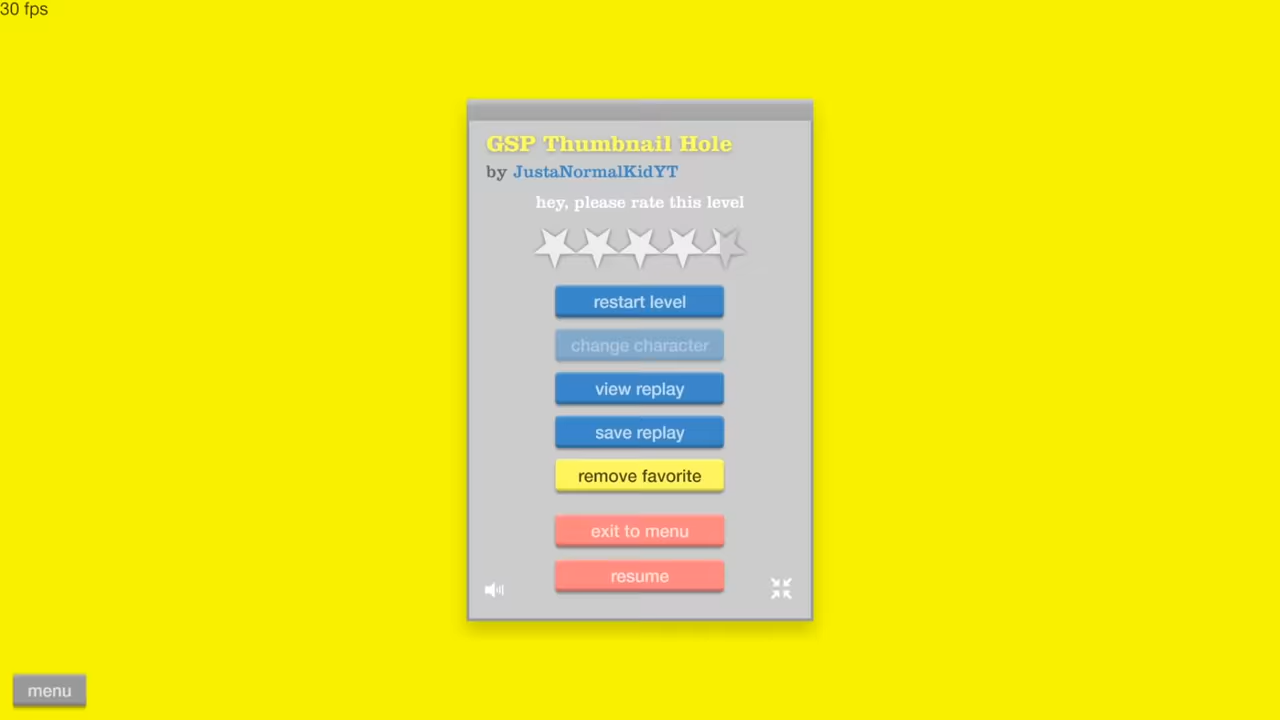 30 fps
GSP Thumbnail Hole
by JustaNormalKidYT
hey, please rate this level
restart level
change character
view replay
save replay
remove favorite
exit to menu
resume
menu